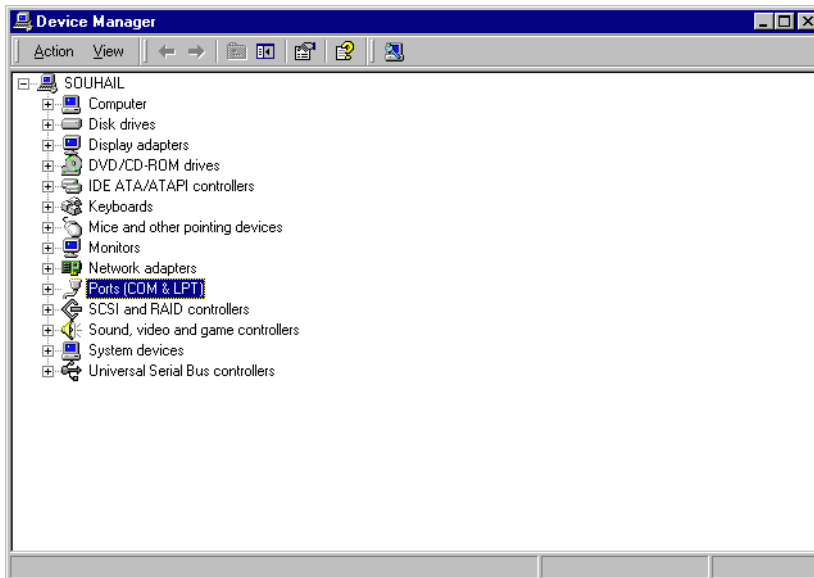 Device Manager
Action View
SOUHAIL
Computer
Disk drives
Display adapters
DVD/CD-ROM drives
IDE ATA/ATAPI controllers
Keyboards
Mice and other pointing devices
Monitors
Network adapters
Ports (COM & LPT)
SCSI and RAID controllers
Sound, video and game controllers
System devices
Universal Serial Bus controllers